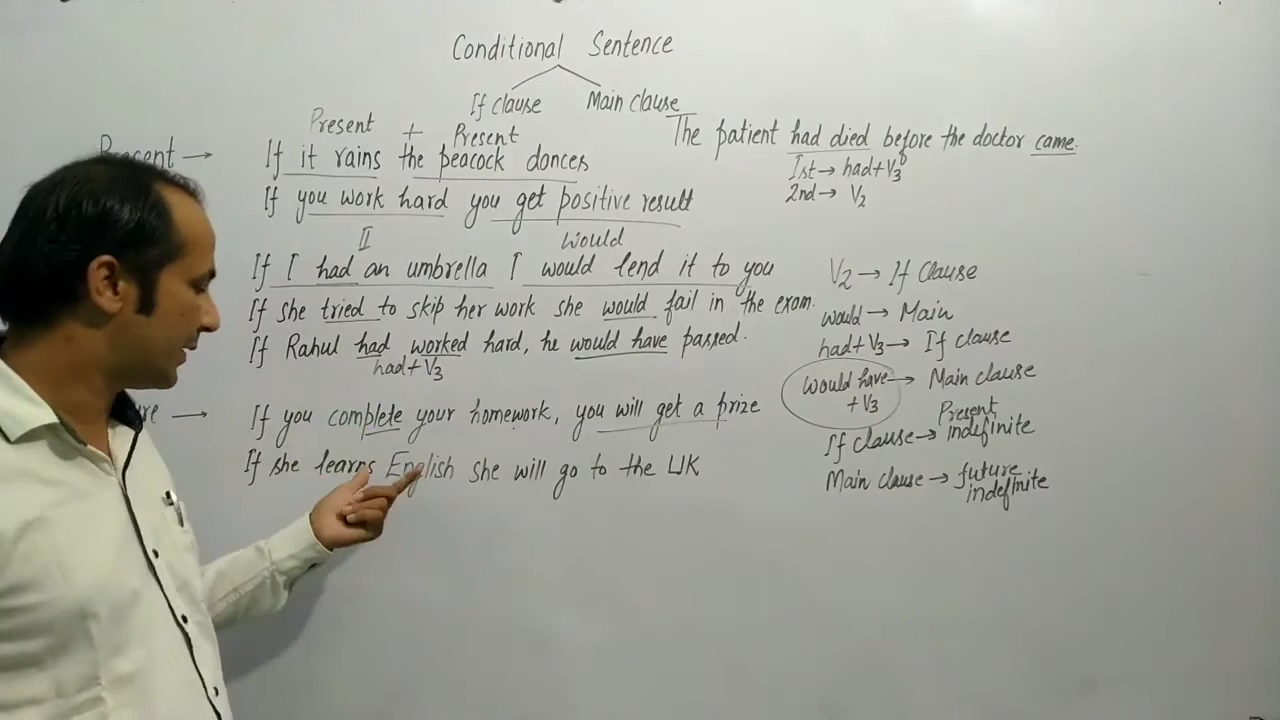 Conditional Sentence
If clause Main clause
Present + Present
Present → If it rains the peacock dances
If you work hard you get positive result
The patient had died before the doctor came.
Ist → had+V3
2nd → V2
II would
If I had an umbrella I would lend it to you
If she tried to skip her work she would fail in the exam.
If Rahul had worked hard, he would have passed.
had+V3
V2 → If Clause
would → Main
had+V3 → If clause
would have + V3 → Main clause
→ If you complete your homework, you will get a prize
If she learns English she will go to the UK
If clause → Present indefinite
Main clause → future indefinite